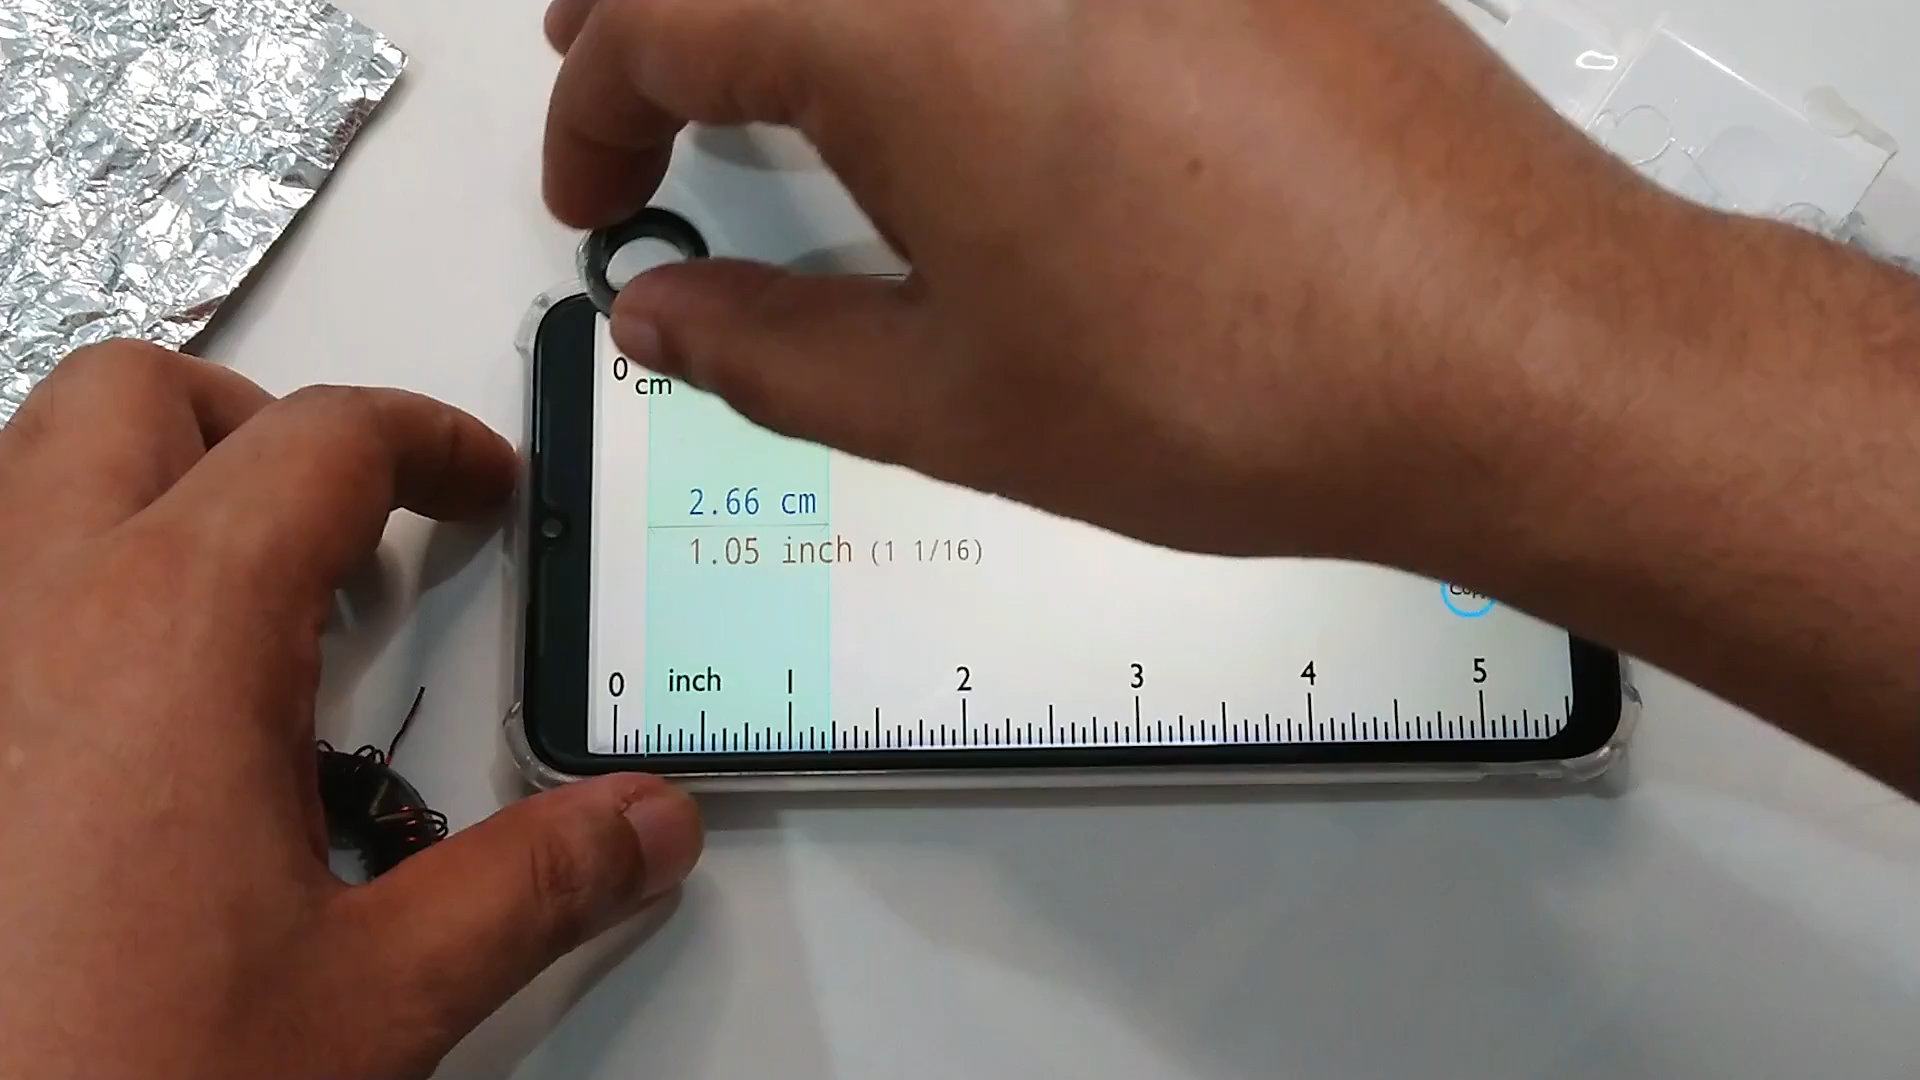 0 cm
2.66 cm
1.05 inch (1 1/16)
0 inch 1 2 3 4 5